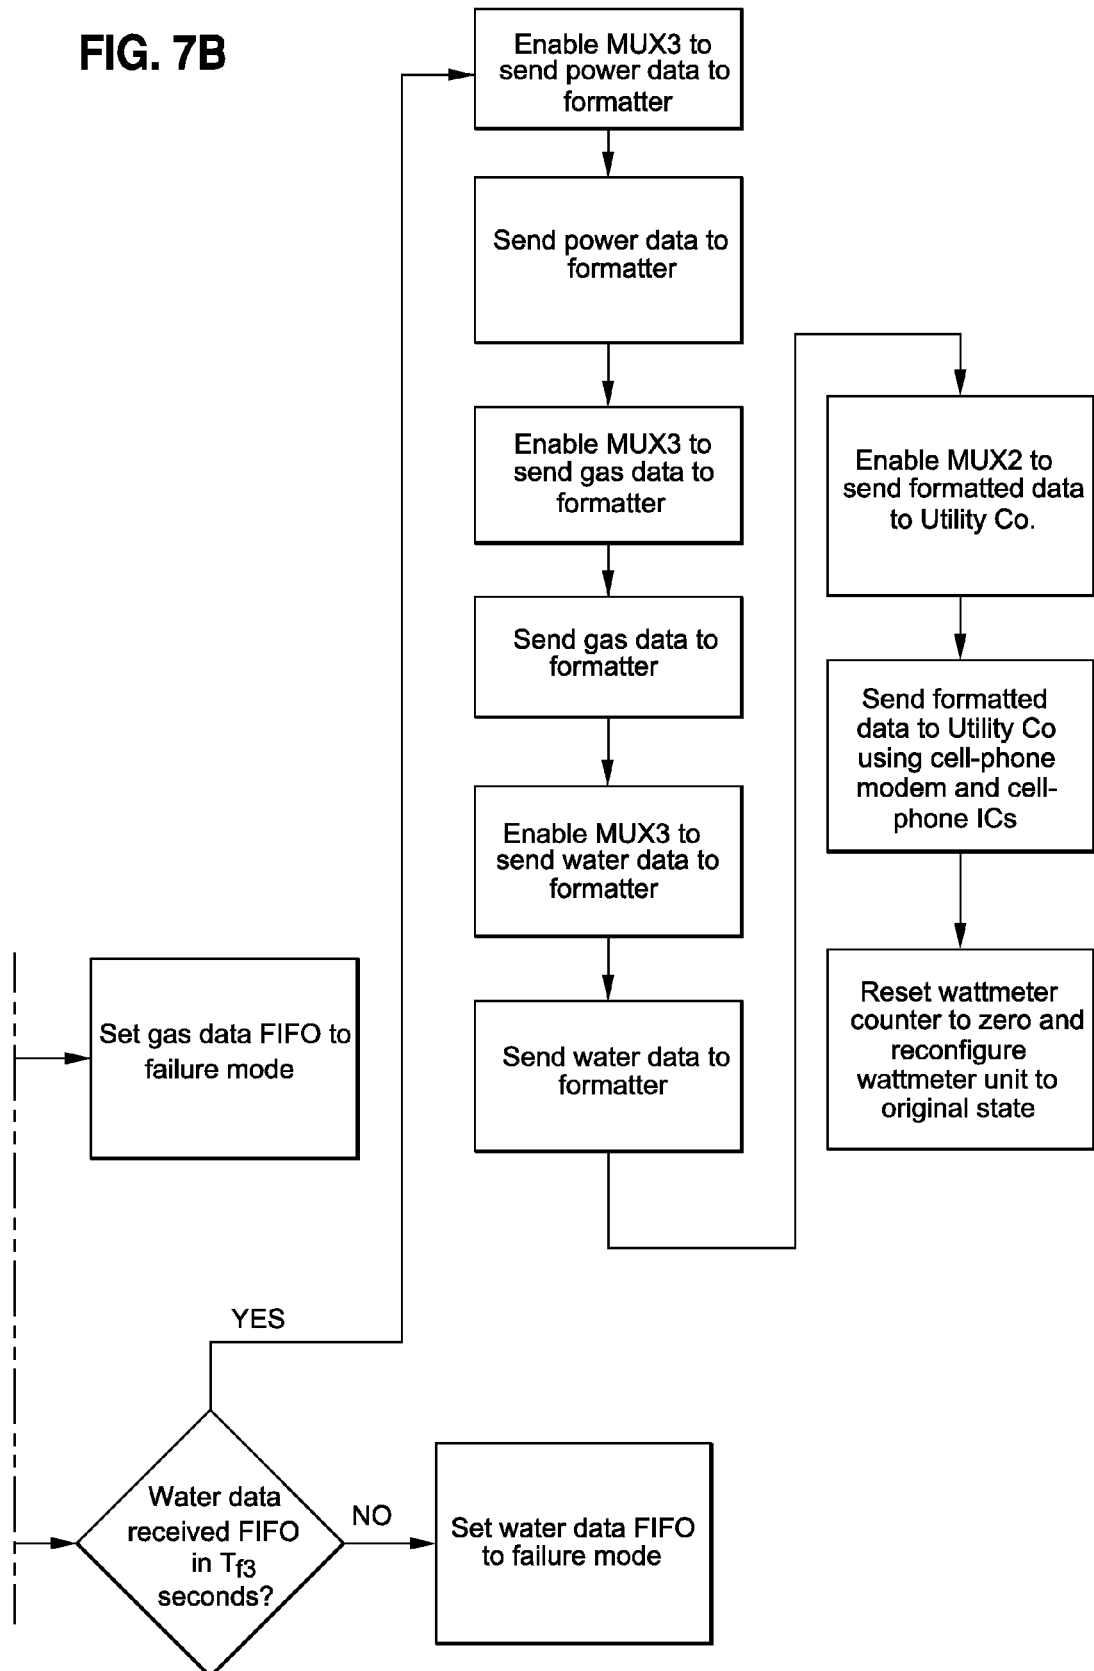 FIG. 7B
Enable MUX3 to
send power data to
formatter
Send power data to
formatter
Enable MUX3 to
send gas data to
formatter
Send gas data to
formatter
Enable MUX3 to
send water data to
formatter
Send water data to
formatter
Enable MUX2 to
send formatted data
to Utility Co.
Send formatted
data to Utility Co
using cell-phone
modem and cell-
phone ICs
Reset wattmeter
counter to zero and
reconfigure
wattmeter unit to
original state
Set gas data FIFO to
failure mode
YES
Water data
received FIFO
in Tf3
seconds?
NO
Set water data FIFO
to failure mode